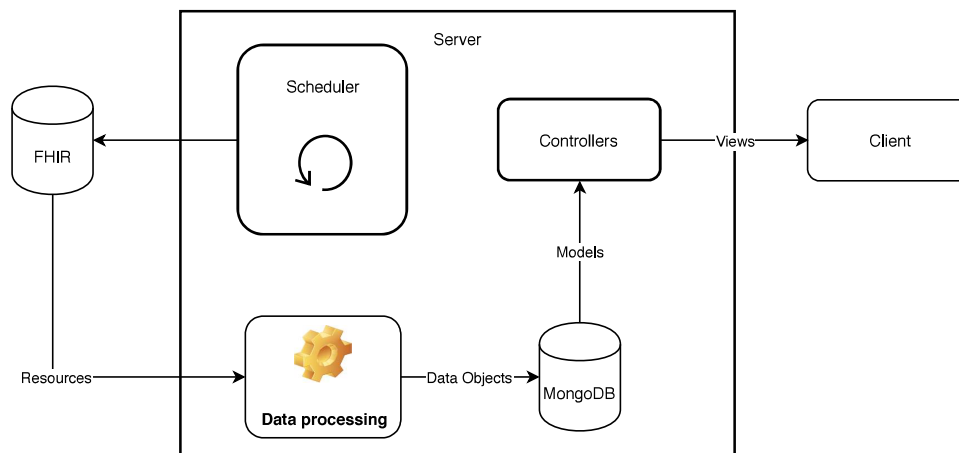 Server
Scheduler
FHIR
Controllers
Views
Client
Models
Resources
Data Objects
MongoDB
Data processing